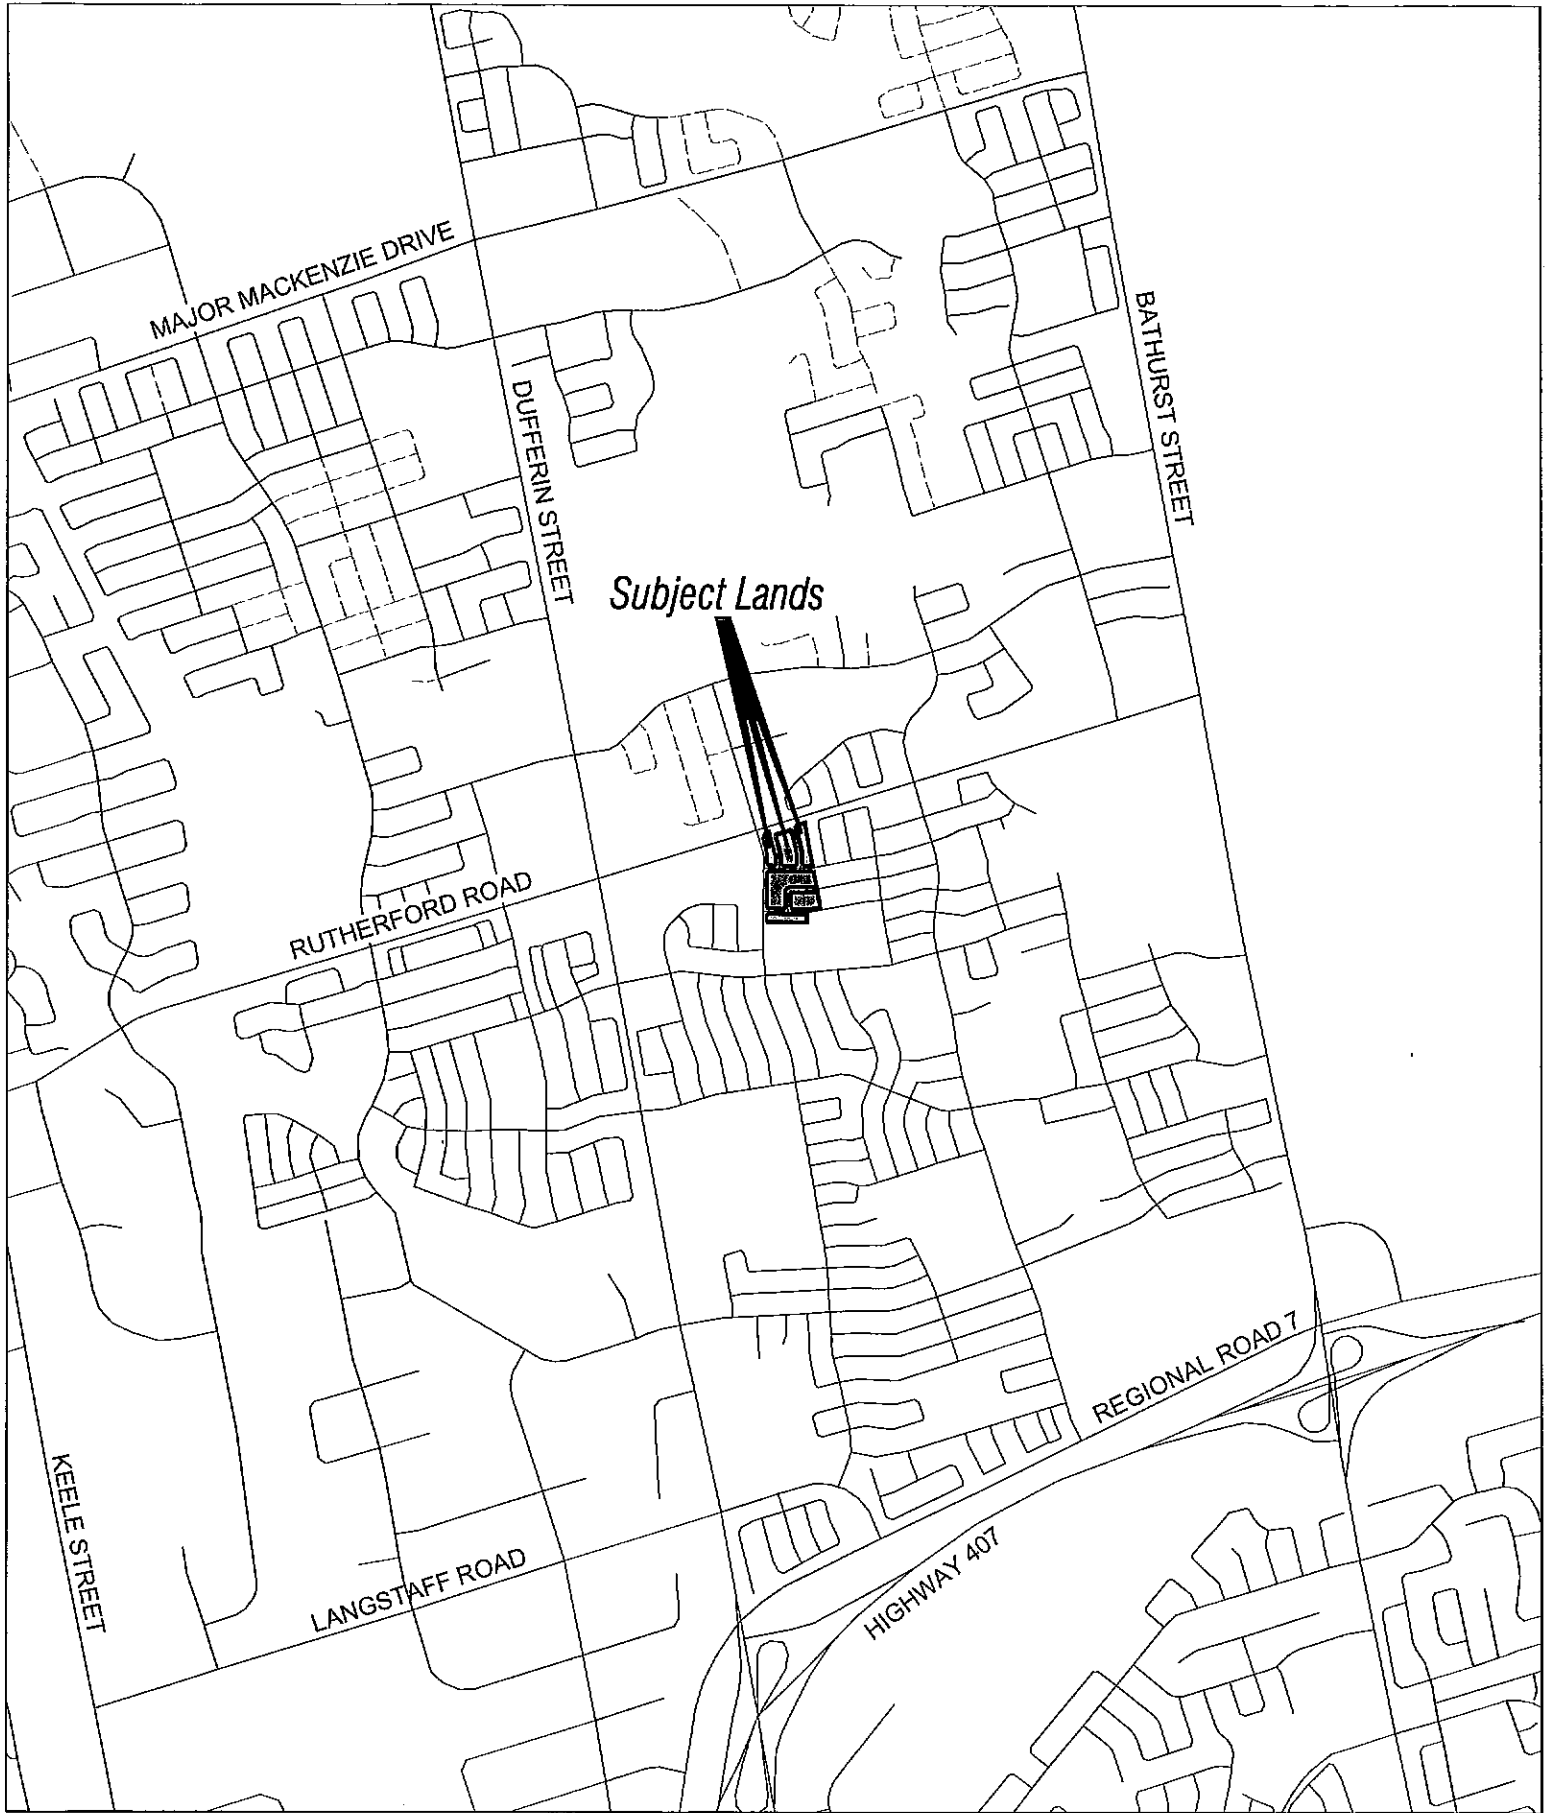 MAJOR MACKENZIE DRIVE
BATHURST STREET
DUFFERIN STREET
Subject Lands
RUTHERFORD ROAD
REGIONAL ROAD 7
KEELE STREET
LANGSTAFF ROAD
HIGHWAY 407